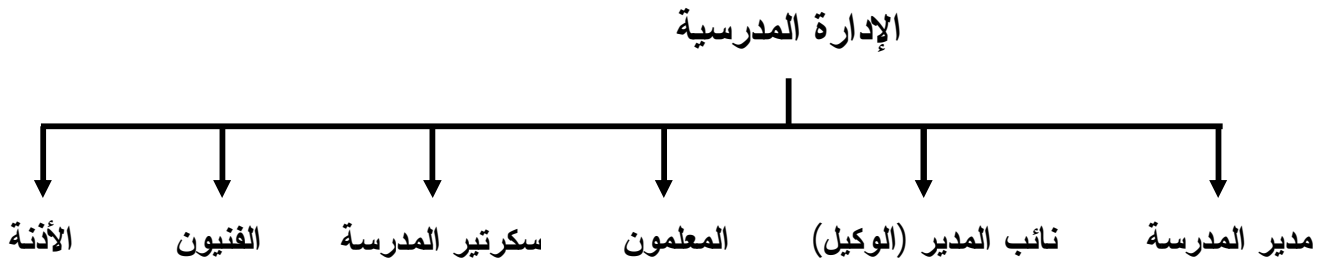 الإدارة المدرسية
مدير المدرسة نائب المدير (الوكيل) المعلمون سكرتير المدرسة الفنيون الأذنة